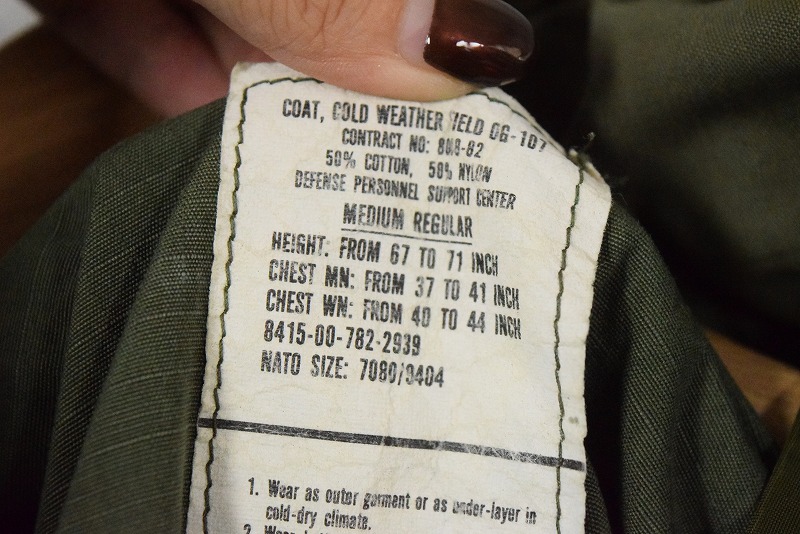 COAT, COLD WEATHER FIELD OG-107
CONTRACT NO:
50% COTTON, 50% NYLON
DEFENSE PERSONNEL SUPPORT CENTER
MEDIUM REGULAR
HEIGHT: FROM 67 TO 71 INCH
CHEST MN: FROM 37 TO 41 INCH
CHEST WN: FROM 40 TO 44 INCH
8415-00-782-2939
NATO SIZE: 7080/9404
1. Wear as outer garment or as under-layer in
cold-dry climate.
2.